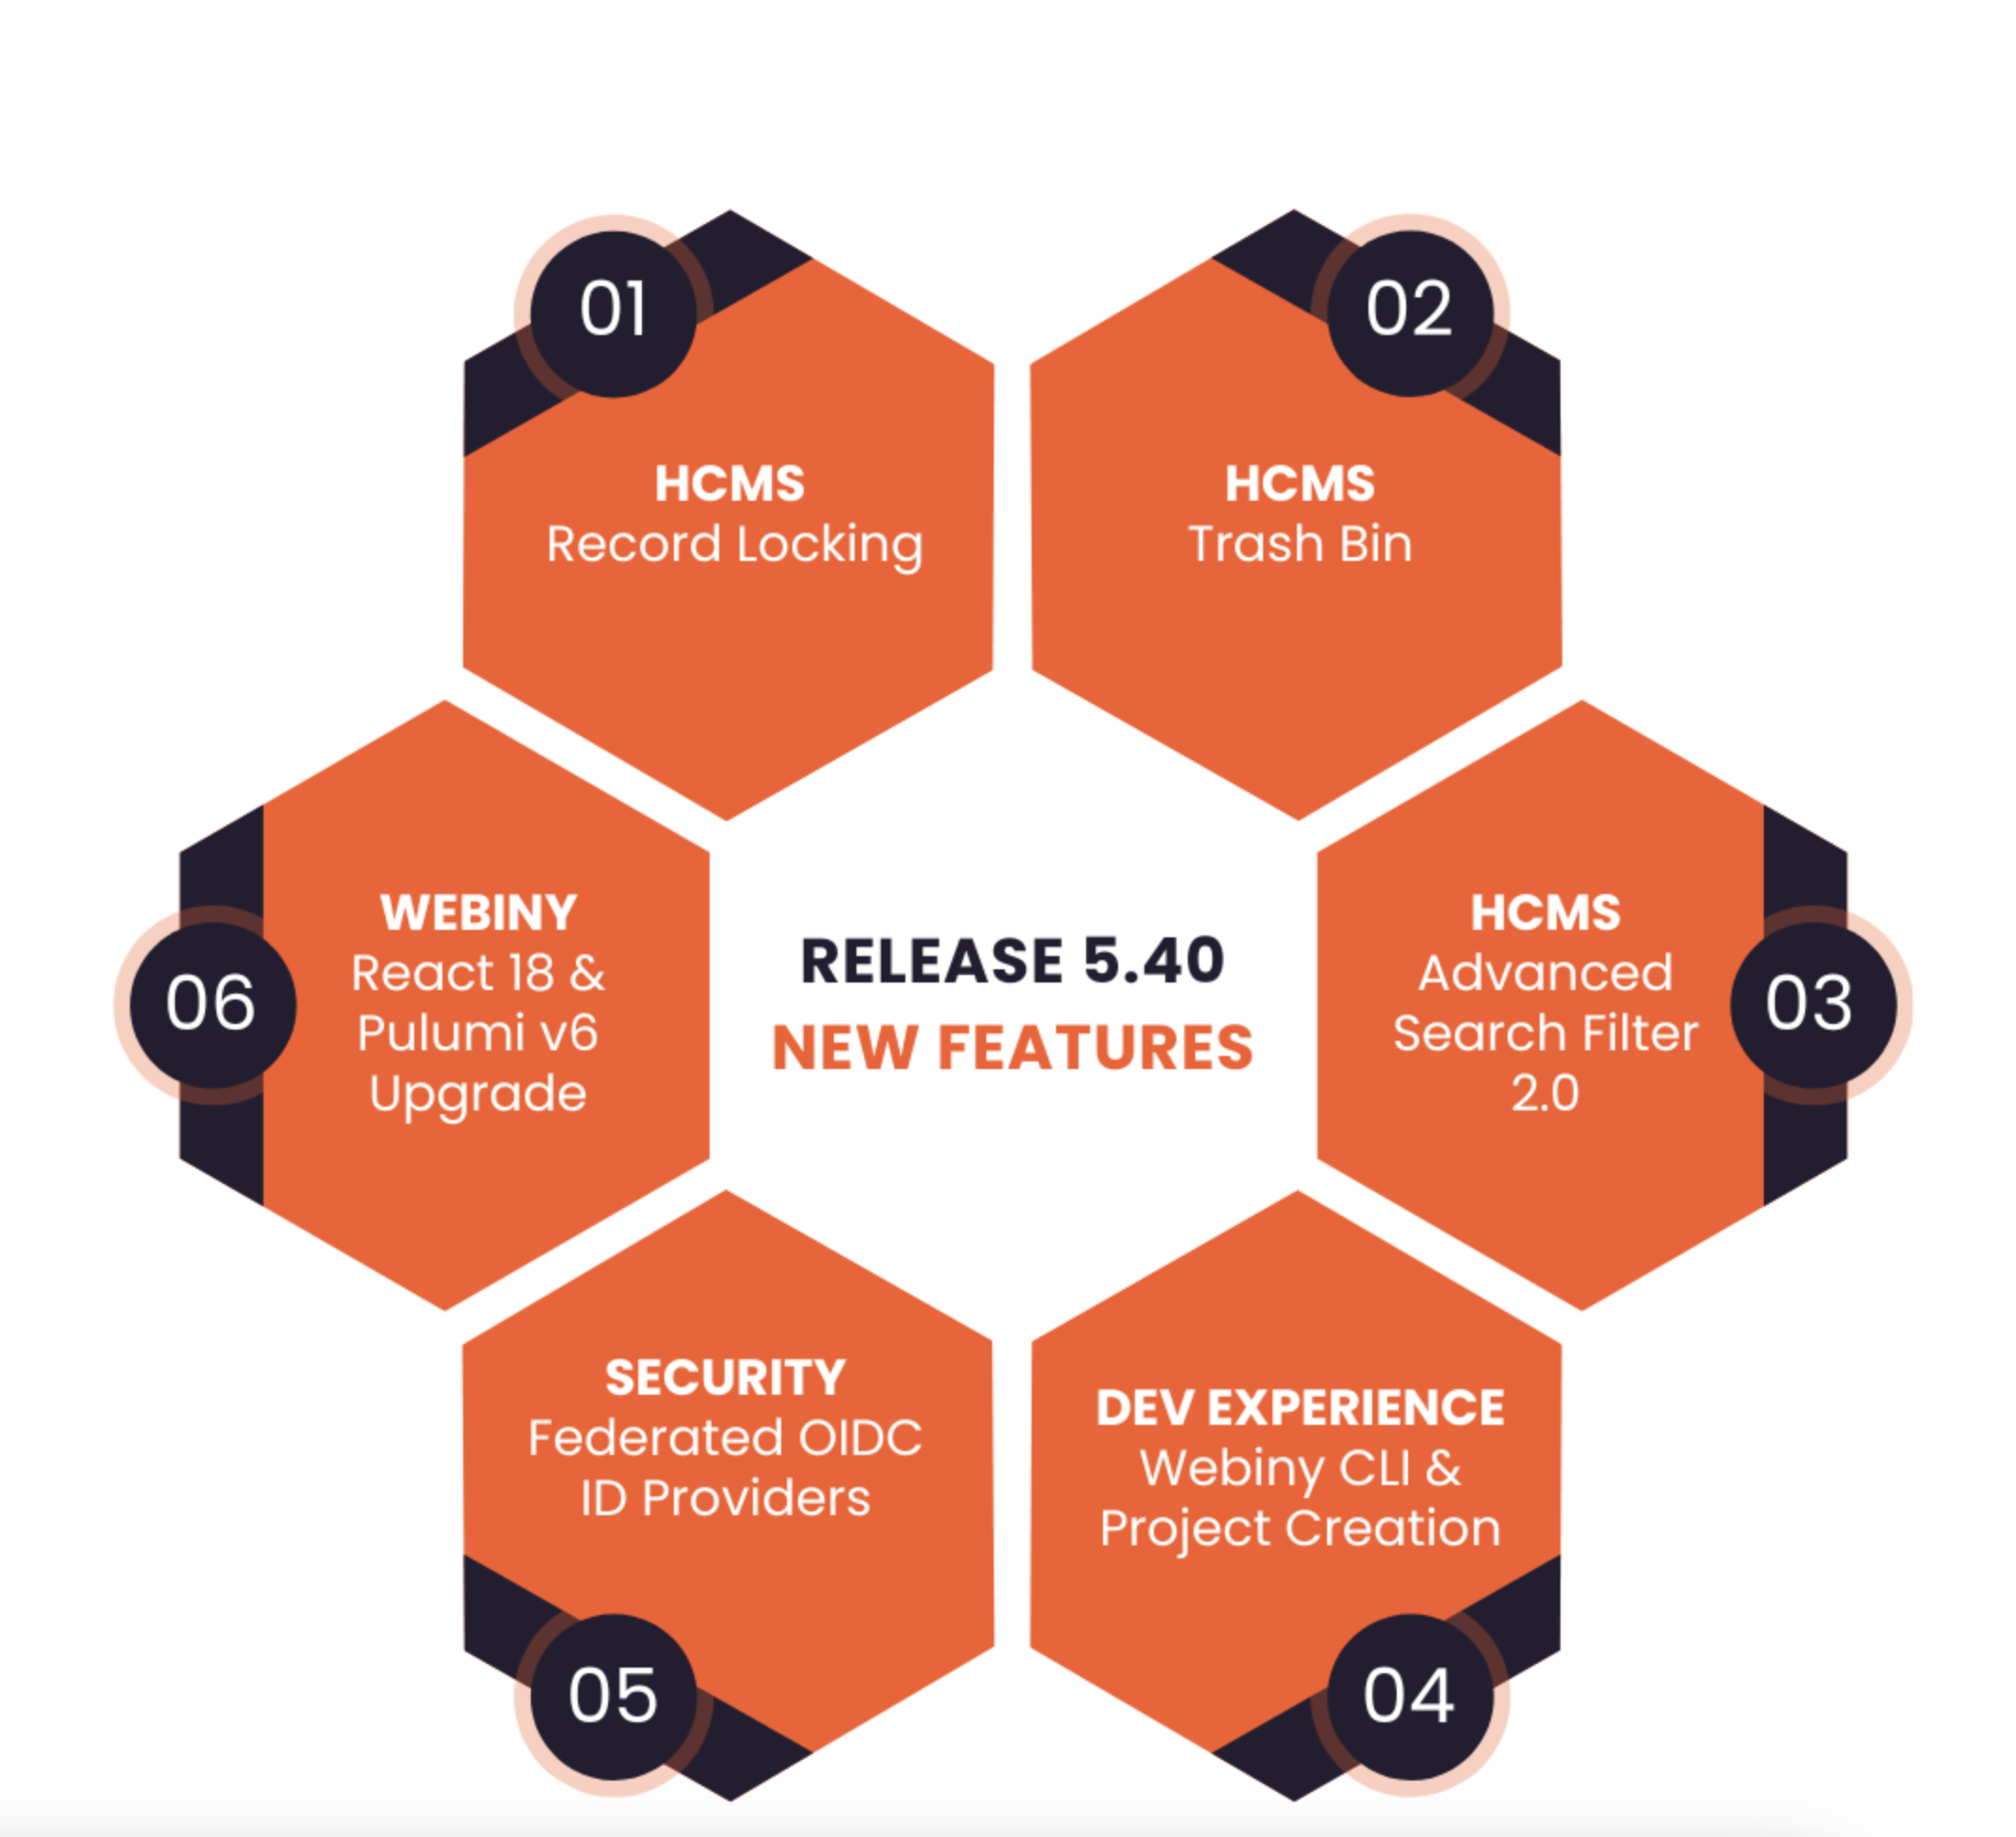 01
HCMS
Record Locking
02
HCMS
Trash Bin
03
HCMS
Advanced
Search Filter
2.0
04
DEV EXPERIENCE
Webiny CLI &
Project Creation
05
SECURITY
Federated OIDC
ID Providers
06
WEBINY
React 18 &
Pulumi v6
Upgrade
RELEASE 5.40
NEW FEATURES